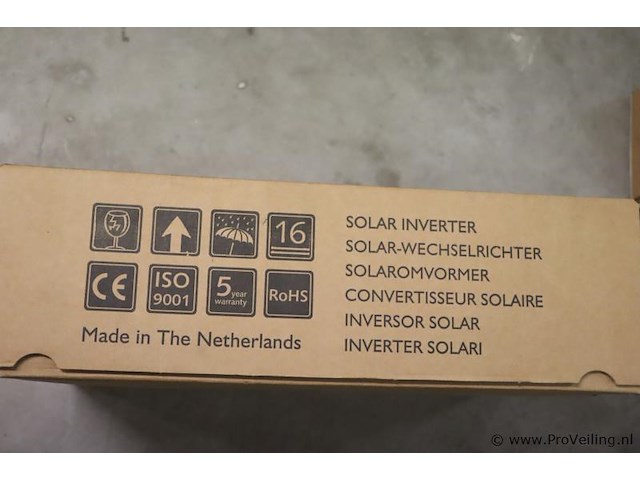 16
CE
ISO
9001
5 year
warranty
RoHS
Made in The Netherlands
SOLAR INVERTER
SOLAR-WECHSELRICHTER
SOLAROMVORMER
CONVERTISSEUR SOLAIRE
INVERSOR SOLAR
INVERTER SOLARI
© www.ProVeiling.nl